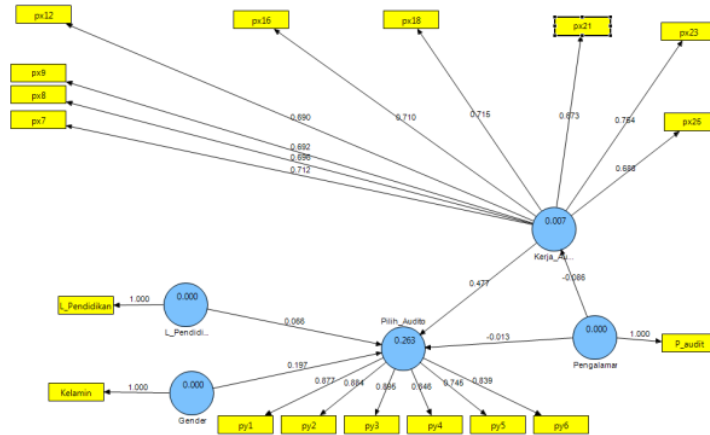 px12
px16
px18
px21
px23
px9
px8
px7
px25
0.690
0.710
0.715
0.673
0.764
0.692
0.696
0.712
0.007
Kerja_Au...
0.477
-0.086
L_Pendidikan
1.000
0.000
L_Pendidi...
0.066
Pilih_Audito
0.263
-0.013
0.000
Pengalamar
1.000
P_audit
Kelamin
1.000
0.000
Gender
0.197
0.877
0.884
0.895
0.846
0.745
0.839
py1
py2
py3
py4
py5
py6